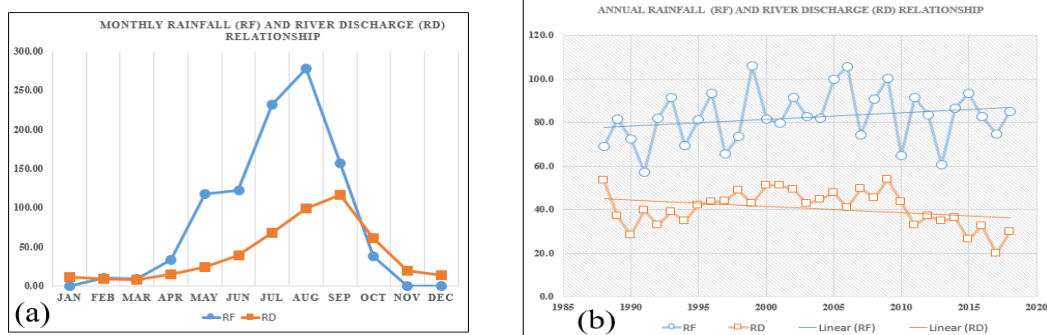 MONTHLY RAINFALL (RF) AND RIVER DISCHARGE (RD)
RELATIONSHIP
300.00
250.00
200.00
150.00
100.00
50.00
0.00
JAN FEB MAR APR MAY JUN JUL AUG SEP OCT NOV DEC
RF RD
(a)
ANNUAL RAINFALL (RF) AND RIVER DISCHARGE (RD) RELATIONSHIP
120.0
100.0
80.0
60.0
40.0
20.0
0.0
1985 1990 1995 2000 2005 2010 2015 2020
RF RD Linear (RF) Linear (RD)
(b)